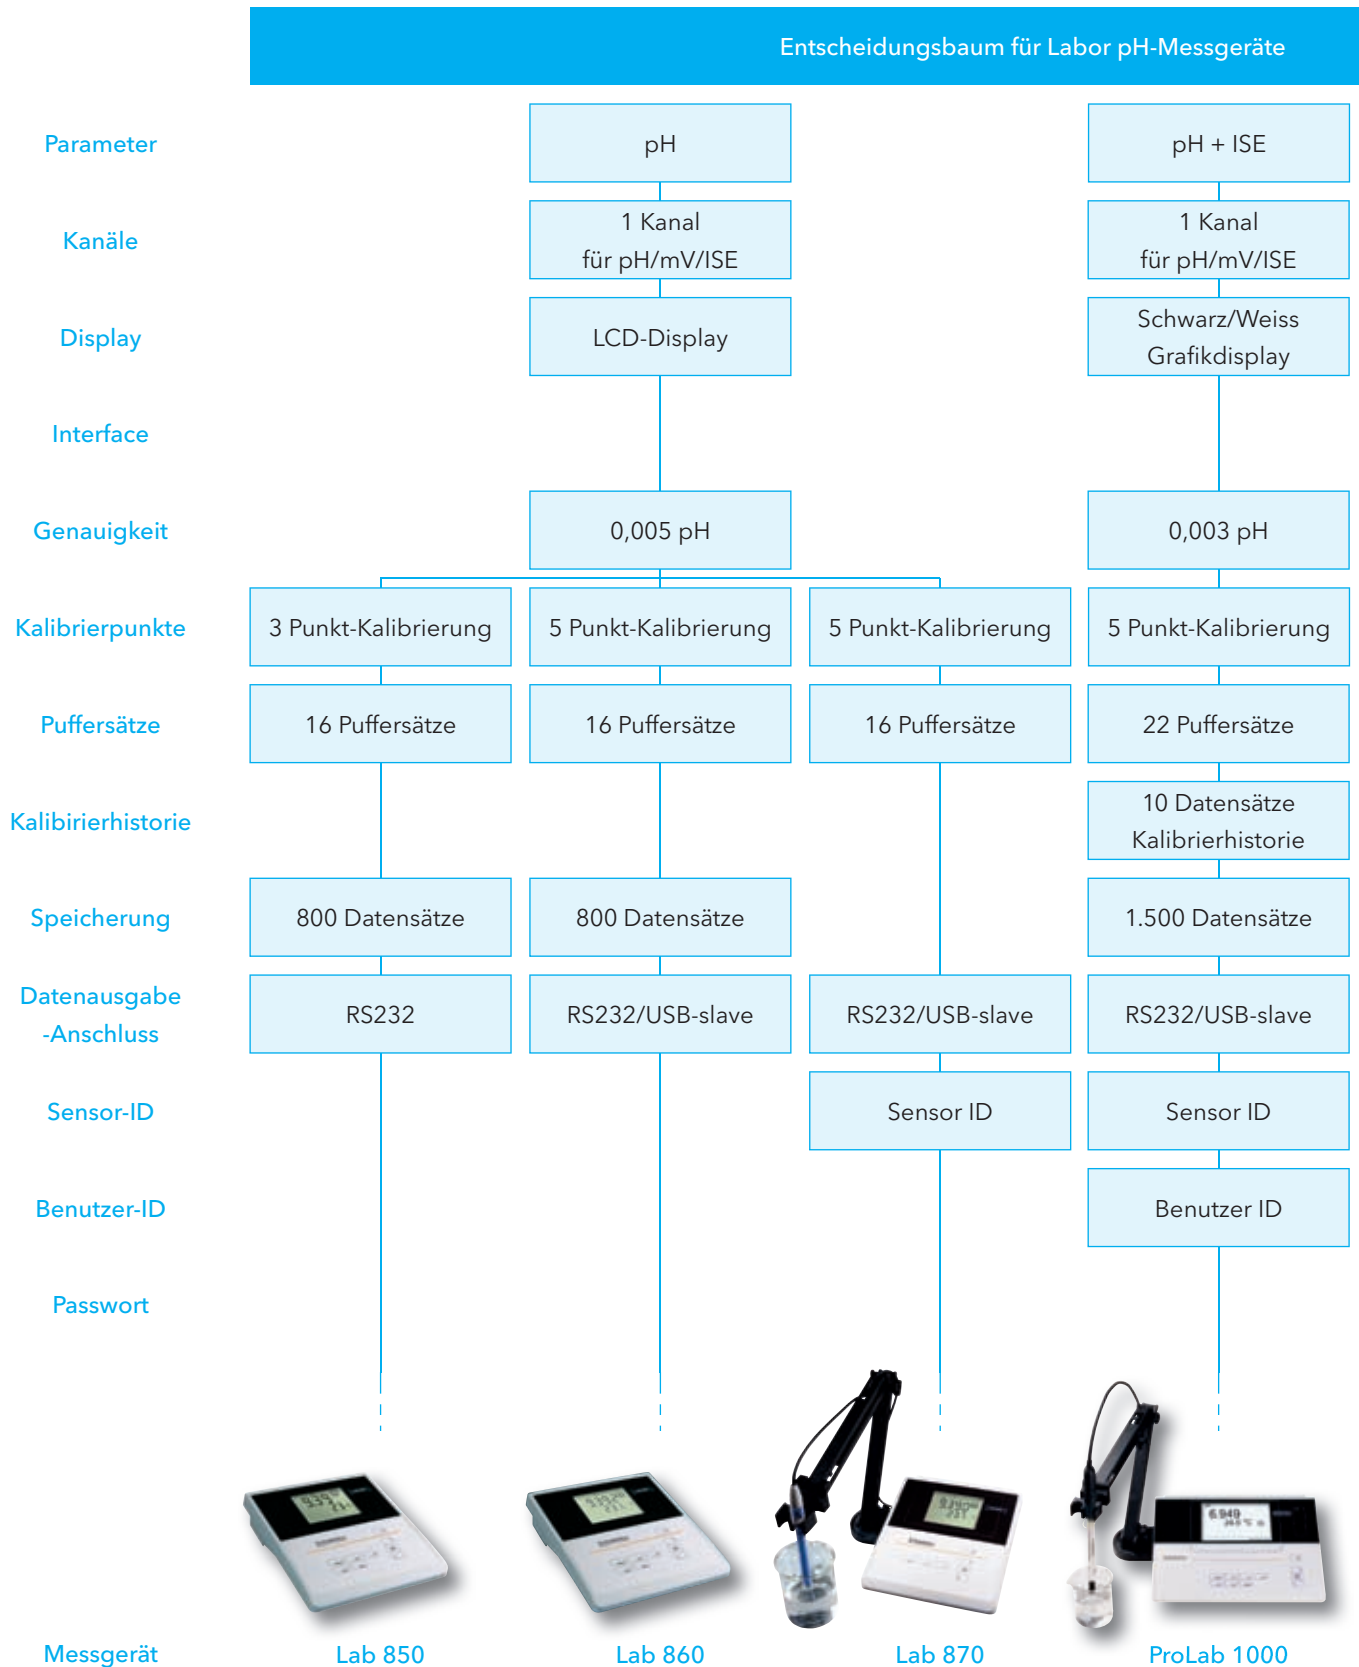 Entscheidungsbaum für Labor pH-Messgeräte
Parameter
pH
pH + ISE
Kanäle
1 Kanal
für pH/mV/ISE
1 Kanal
für pH/mV/ISE
Display
LCD-Display
Schwarz/Weiss
Grafikdisplay
Interface
Genauigkeit
0,005 pH
0,003 pH
Kalibrierpunkte
3 Punkt-Kalibrierung
5 Punkt-Kalibrierung
5 Punkt-Kalibrierung
5 Punkt-Kalibrierung
Puffersätze
16 Puffersätze
16 Puffersätze
16 Puffersätze
22 Puffersätze
Kalibirierhistorie
10 Datensätze
Kalibrierhistorie
Speicherung
800 Datensätze
800 Datensätze
1.500 Datensätze
Datenausgabe
-Anschluss
RS232
RS232/USB-slave
RS232/USB-slave
RS232/USB-slave
Sensor-ID
Sensor ID
Sensor ID
Benutzer-ID
Benutzer ID
Passwort
Messgerät
Lab 850
Lab 860
Lab 870
ProLab 1000